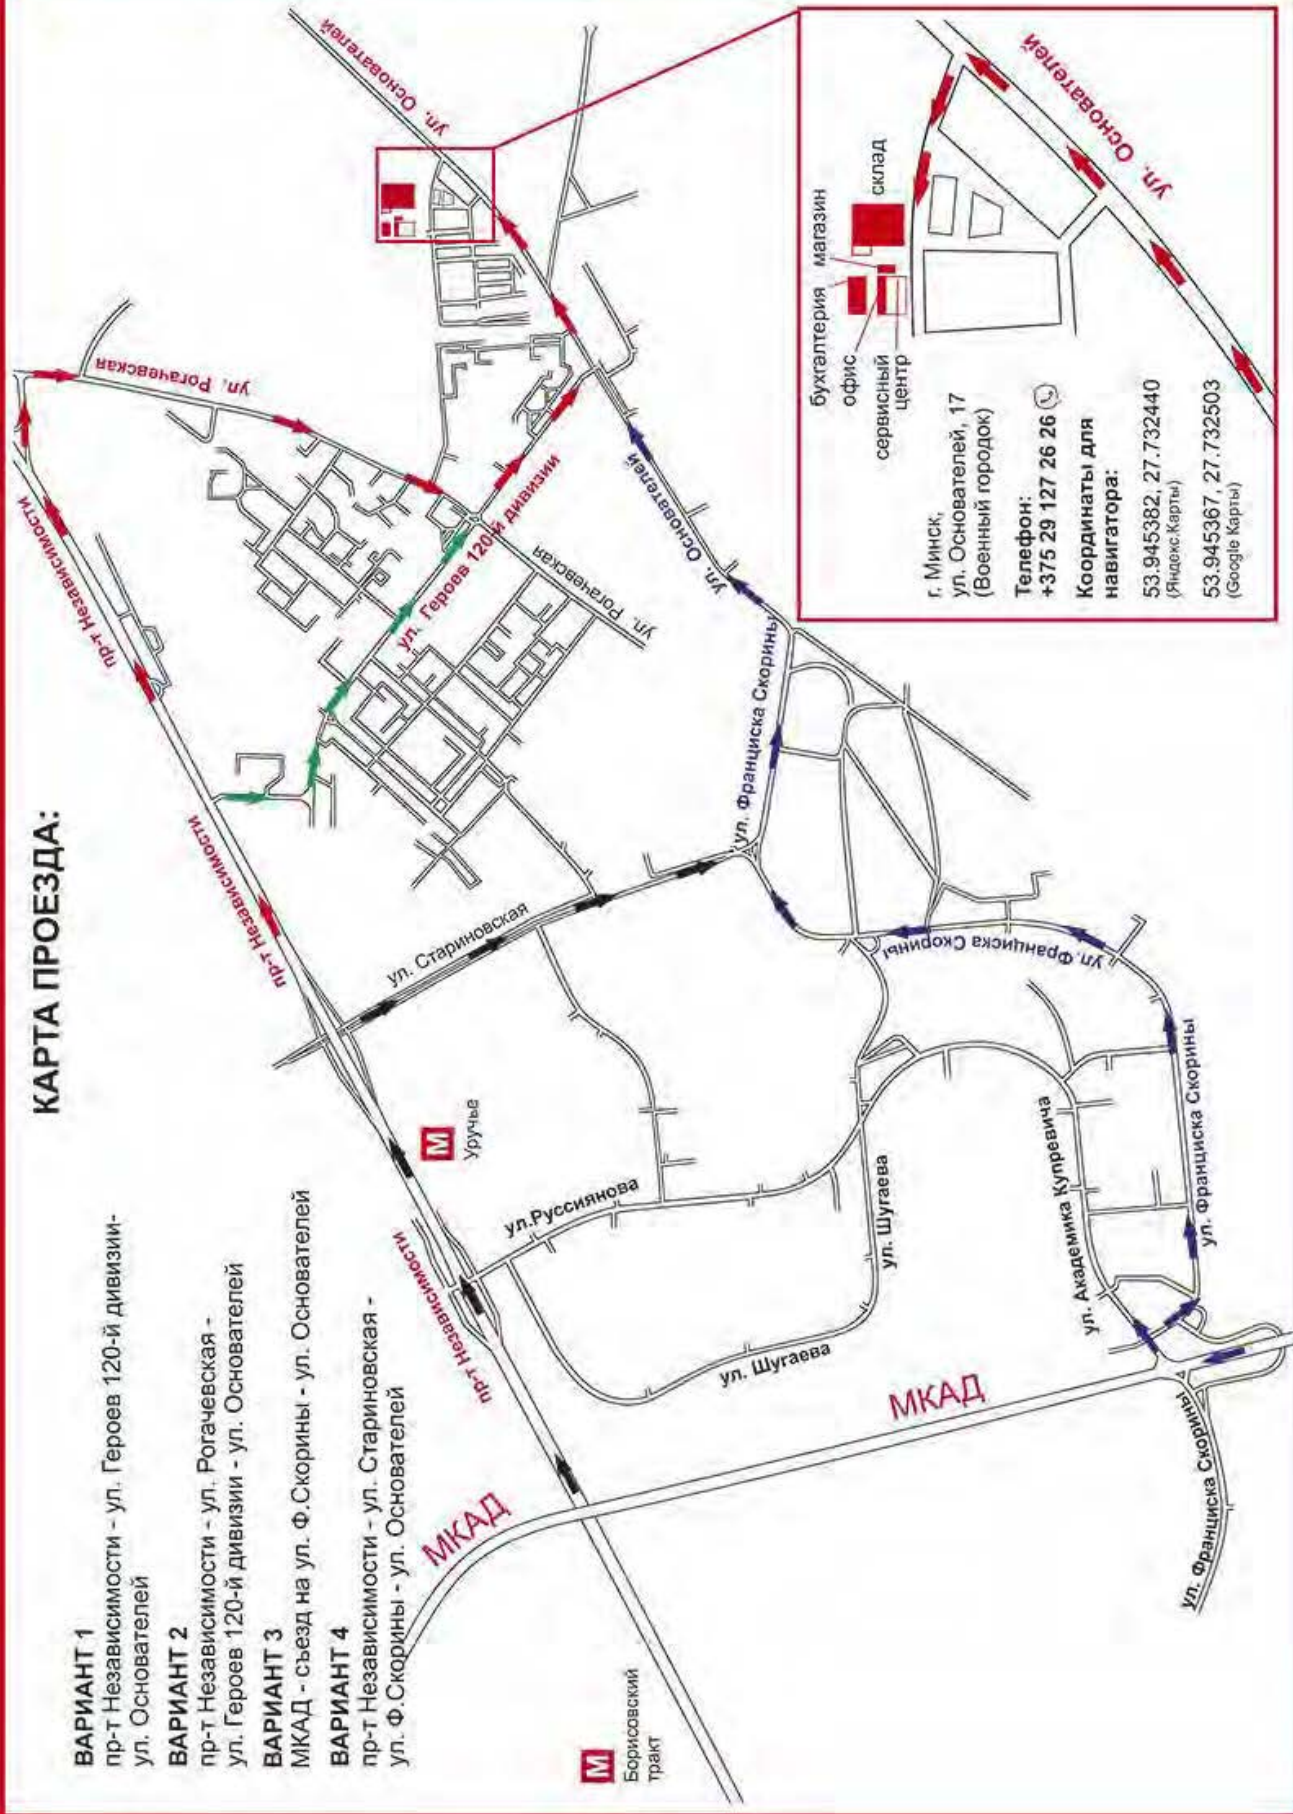 КАРТА ПРОЕЗДА:
ВАРИАНТ 1
пр-т Независимости - ул. Героев 120-й дивизии-
ул. Основателей
ВАРИАНТ 2
пр-т Независимости - ул. Рогачевская -
ул. Героев 120-й дивизии - ул. Основателей
ВАРИАНТ 3
МКАД - съезд на ул. Ф.Скорины - ул. Основателей
ВАРИАНТ 4
пр-т Независимости - ул. Стариновская -
ул. Ф.Скорины - ул. Основателей
М
Борисовский
тракт
МКАД
МКАД
пр-т Независимости
М
Уручье
пр-т Независимости
пр-т Независимости
пр-т Независимости
ул. Рогачевская
ул. Основателей
ул. Героев 120-й дивизии
ул. Рогачевская
ул. Стариновская
ул.Руссиянова
ул. Шугаева
ул. Шугаева
ул. Академика Купревича
ул. Франциска Скорины
ул. Франциска Скорины
ул. Франциска Скорины
ул. Франциска Скорины
ул. Основателей
ул. Основателей
бухгалтерия
магазин
офис
склад
сервисный
центр
ул. Основателей
г. Минск,
ул. Основателей, 17
(Военный городок)
Телефон:
+375 29 127 26 26
Координаты для
навигатора:
53.945382, 27.732440
(Яндекс.Карты)
53.945367, 27.732503
(Google Карты)